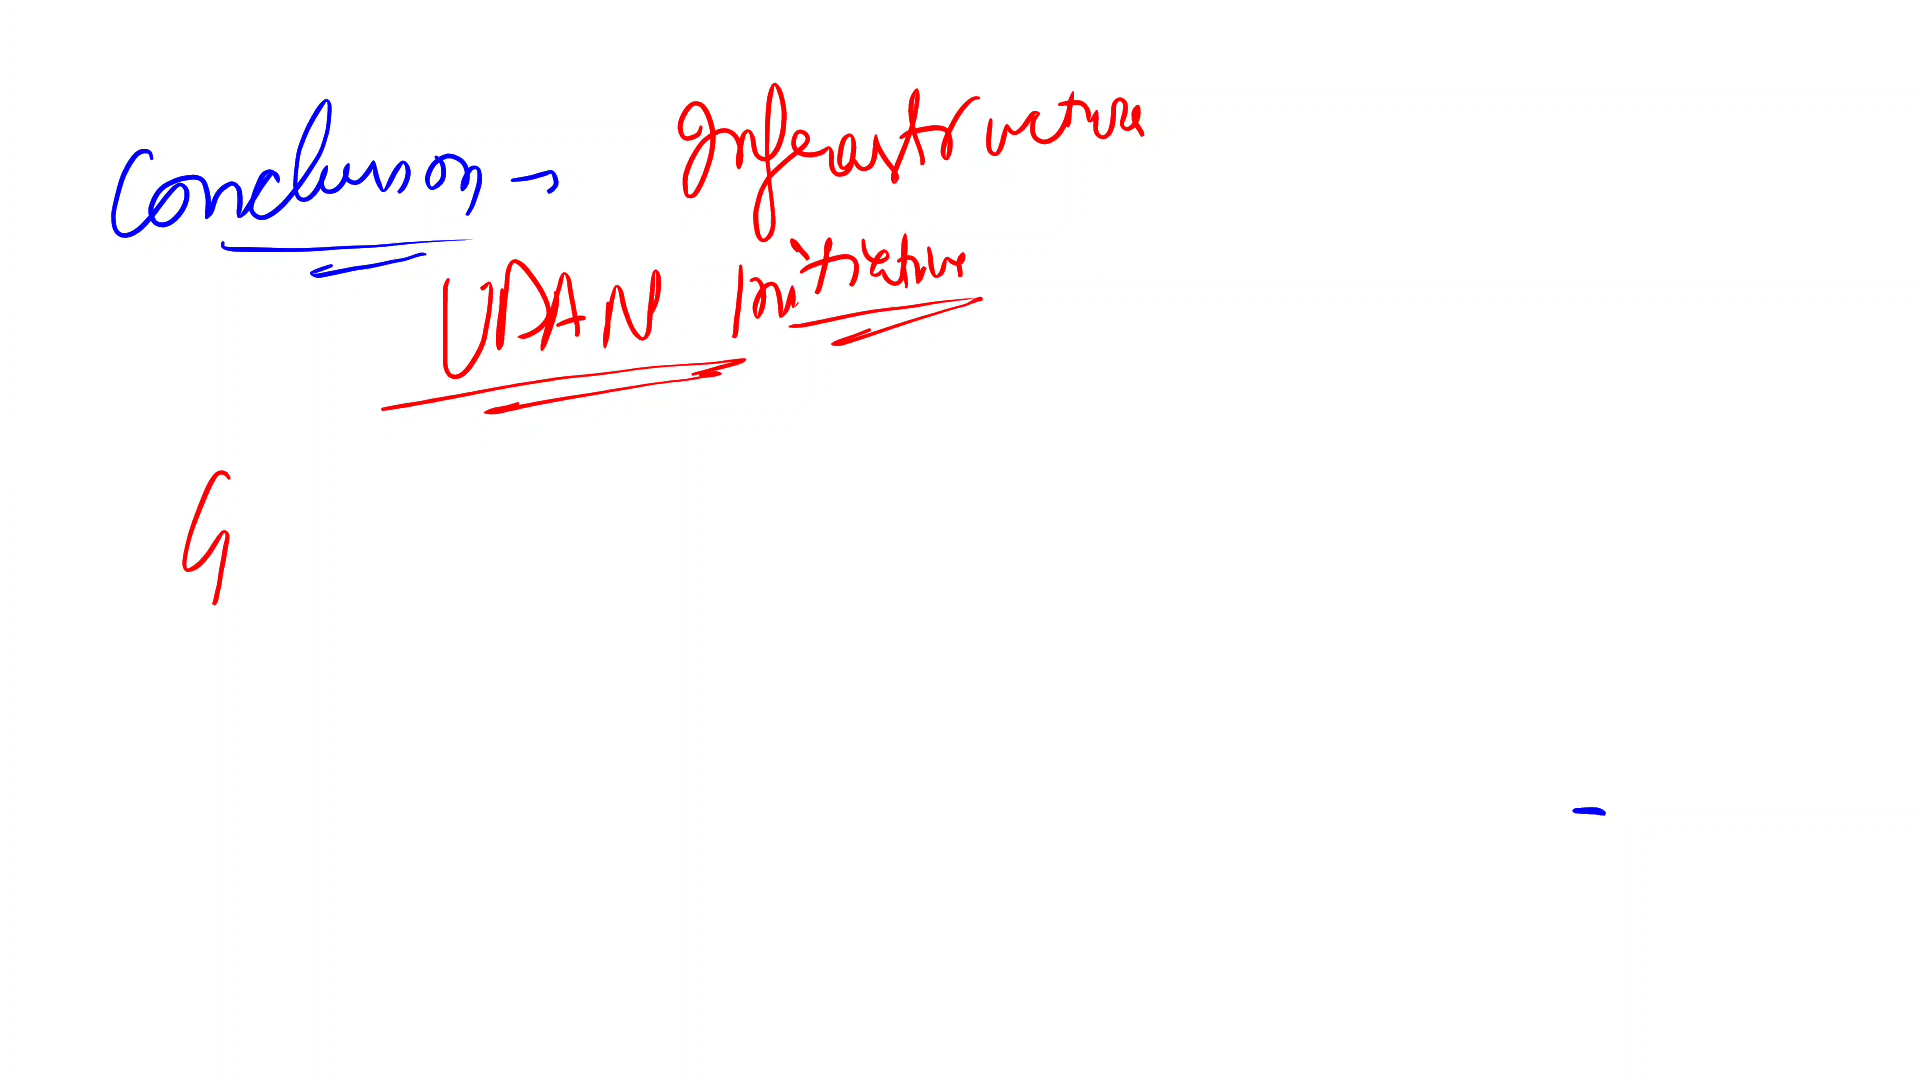 Conclusion → Infrastructure
UDAN Initiative
G